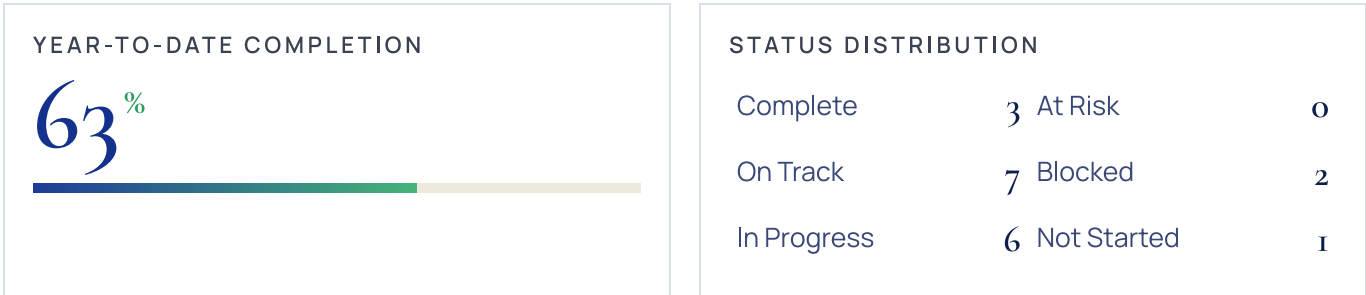 YEAR-TO-DATE COMPLETION
63%
STATUS DISTRIBUTION
Complete 3 At Risk 0
On Track 7 Blocked 2
In Progress 6 Not Started 1